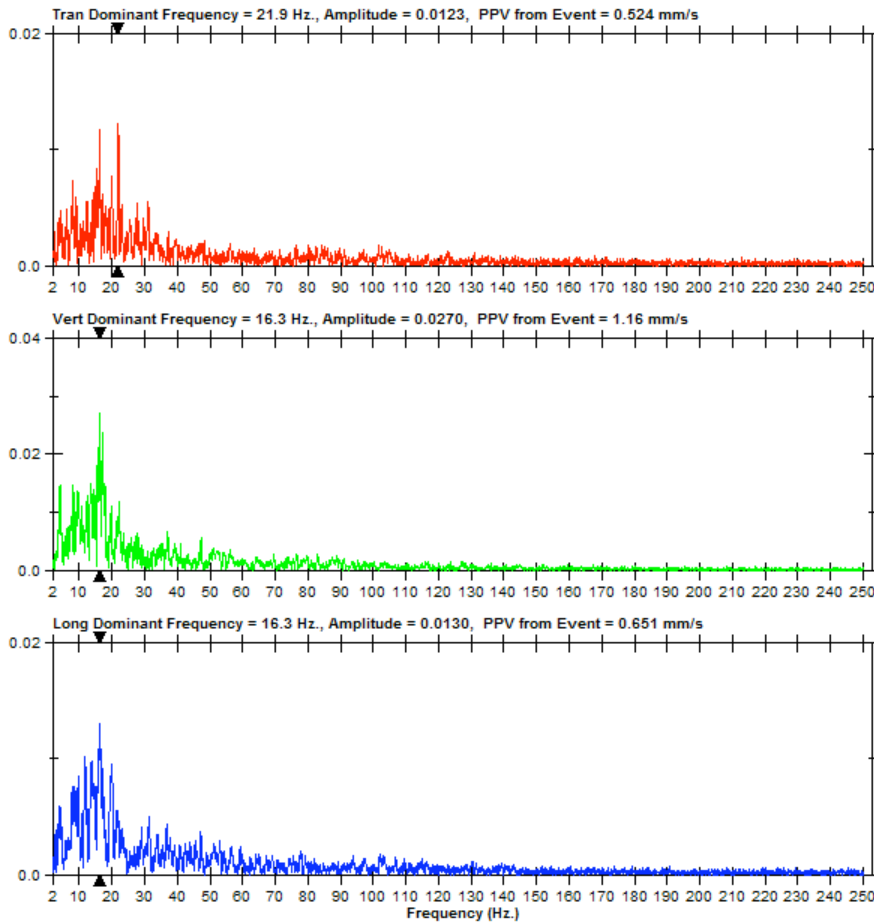 Tran Dominant Frequency = 21.9 Hz., Amplitude = 0.0123, PPV from Event = 0.524 mm/s
0.02
0.0
2 10 20 30 40 50 60 70 80 90 100 110 120 130 140 150 160 170 180 190 200 210 220 230 240 250
Vert Dominant Frequency = 16.3 Hz., Amplitude = 0.0270, PPV from Event = 1.16 mm/s
0.04
0.02
0.0
2 10 20 30 40 50 60 70 80 90 100 110 120 130 140 150 160 170 180 190 200 210 220 230 240 250
Long Dominant Frequency = 16.3 Hz., Amplitude = 0.0130, PPV from Event = 0.651 mm/s
0.02
0.0
2 10 20 30 40 50 60 70 80 90 100 110 120 130 140 150 160 170 180 190 200 210 220 230 240 250
Frequency (Hz.)